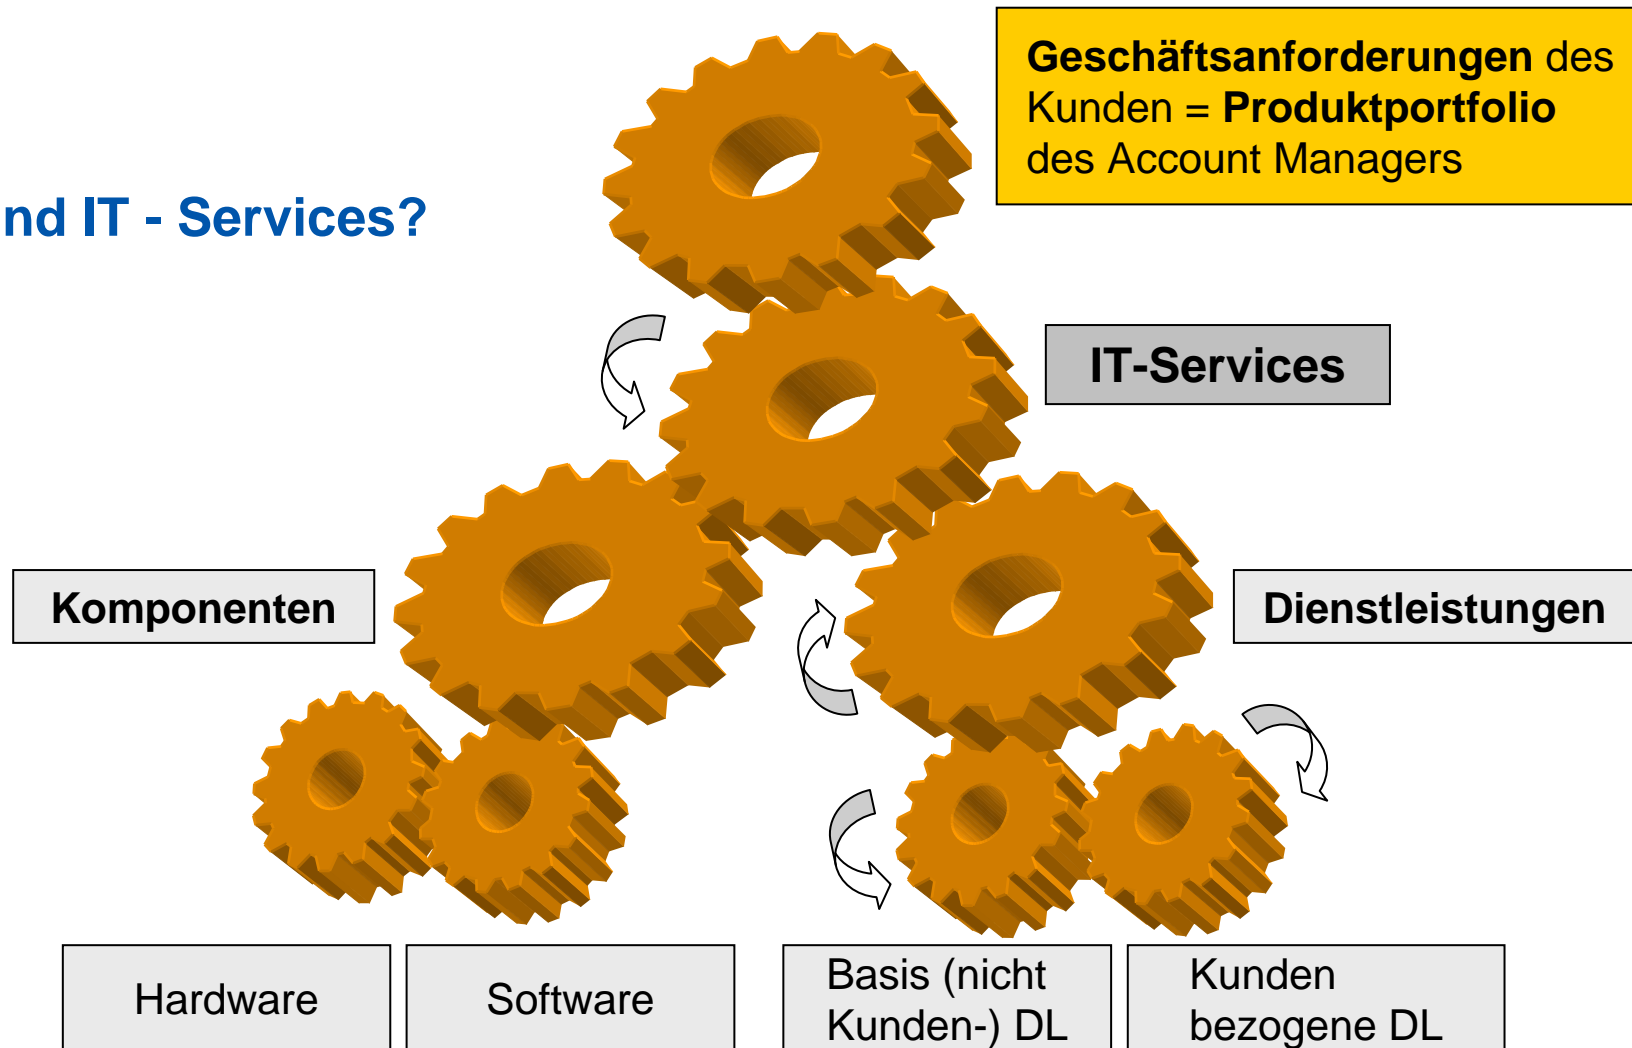 Geschäftsanforderungen des
Kunden = Produktportfolio
des Account Managers
nd IT - Services?
IT-Services
Komponenten
Dienstleistungen
Hardware
Software
Basis (nicht
Kunden-) DL
Kunden
bezogene DL